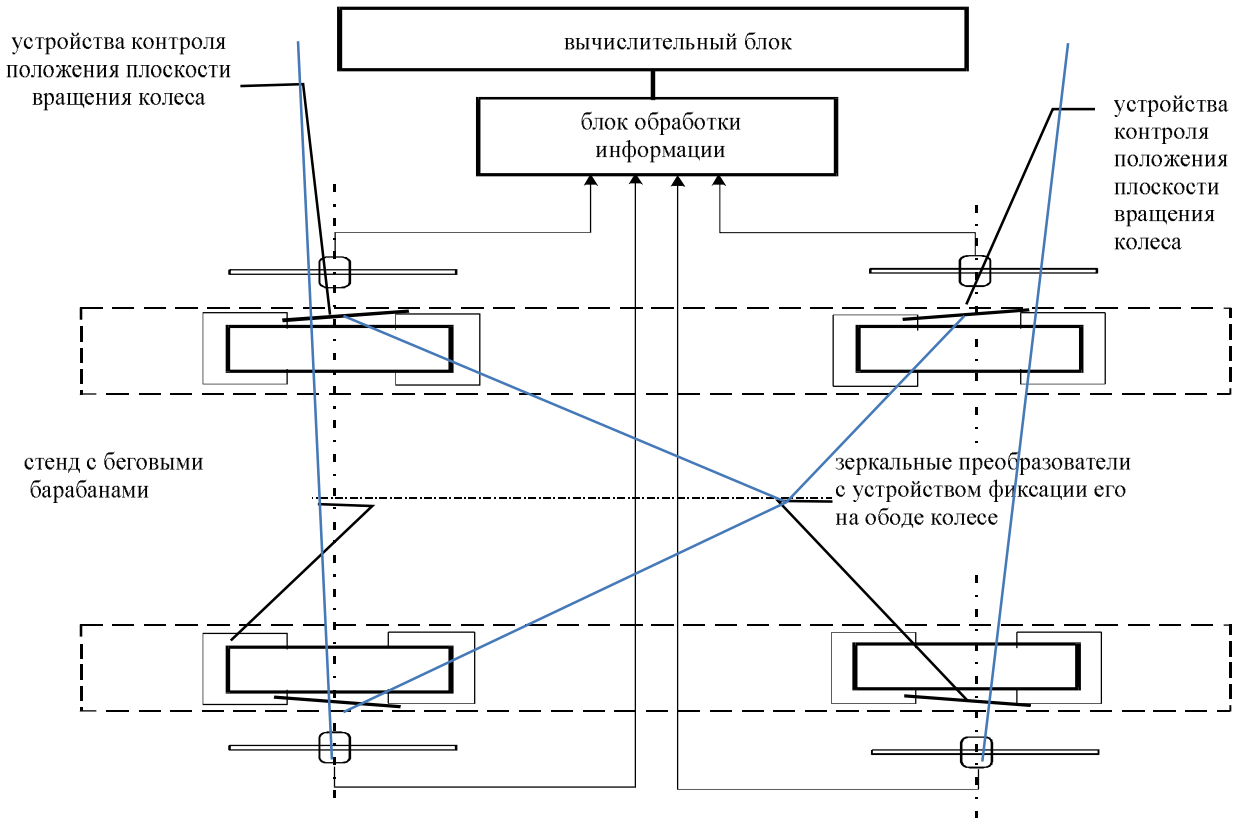 устройства контроля
положения плоскости
вращения колеса
вычислительный блок
блок обработки
информации
устройства
контроля
положения
плоскости
вращения
колеса
стенд с беговыми
барабанами
зеркальные преобразователи
с устройством фиксации его
на ободе колесе